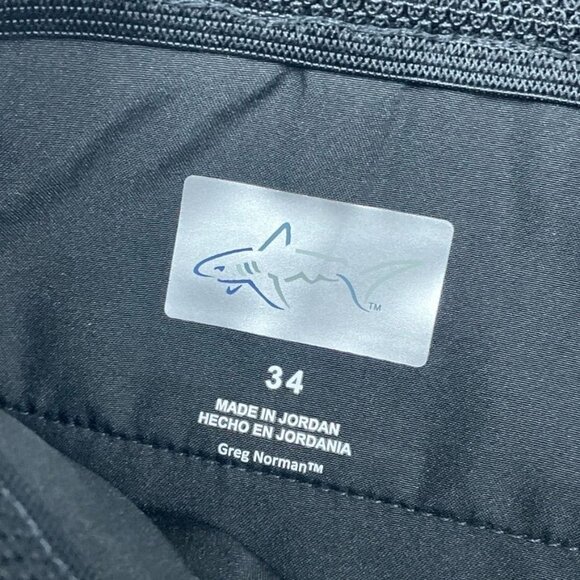 TM
34
MADE IN JORDAN
HECHO EN JORDANIA
Greg Norman™